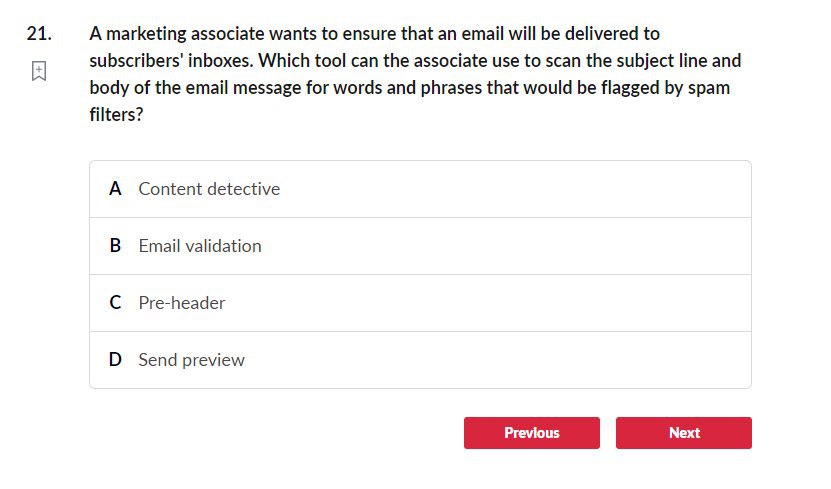 21.
A marketing associate wants to ensure that an email will be delivered to
subscribers' inboxes. Which tool can the associate use to scan the subject line and
body of the email message for words and phrases that would be flagged by spam
filters?
A Content detective
B Email validation
C Pre-header
D Send preview
Previous
Next